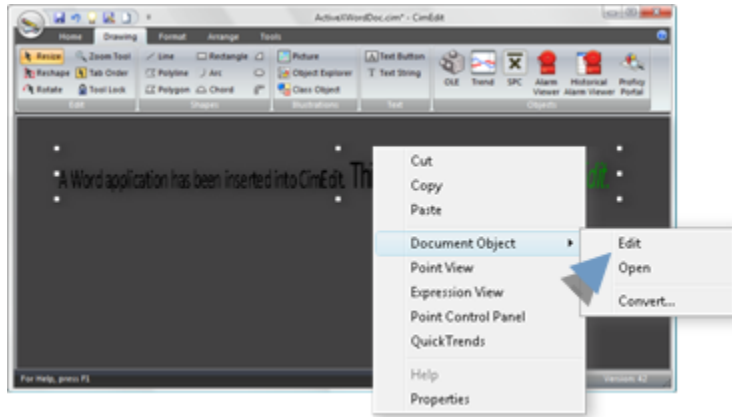 ActiveXWordDoc.cim* - CimEdit
Home Drawing Format Arrange Tools
Resize Zoom Tool Line Rectangle Picture Text Button
Reshape Tab Order Polyline Arc Object Explorer Text String
Rotate Tool Lock Polygon Chord Class Object
OLE Trend SPC Alarm Viewer Historical Alarm Viewer Proficy Portal
Edit Shapes Illustrations Text Objects
A Word application has been inserted into CimEdit. Thi
dit.
Cut
Copy
Paste
Document Object
Point View
Expression View
Point Control Panel
QuickTrends
Help
Properties
Edit
Open
Convert...
For Help, press F1
Version: 42